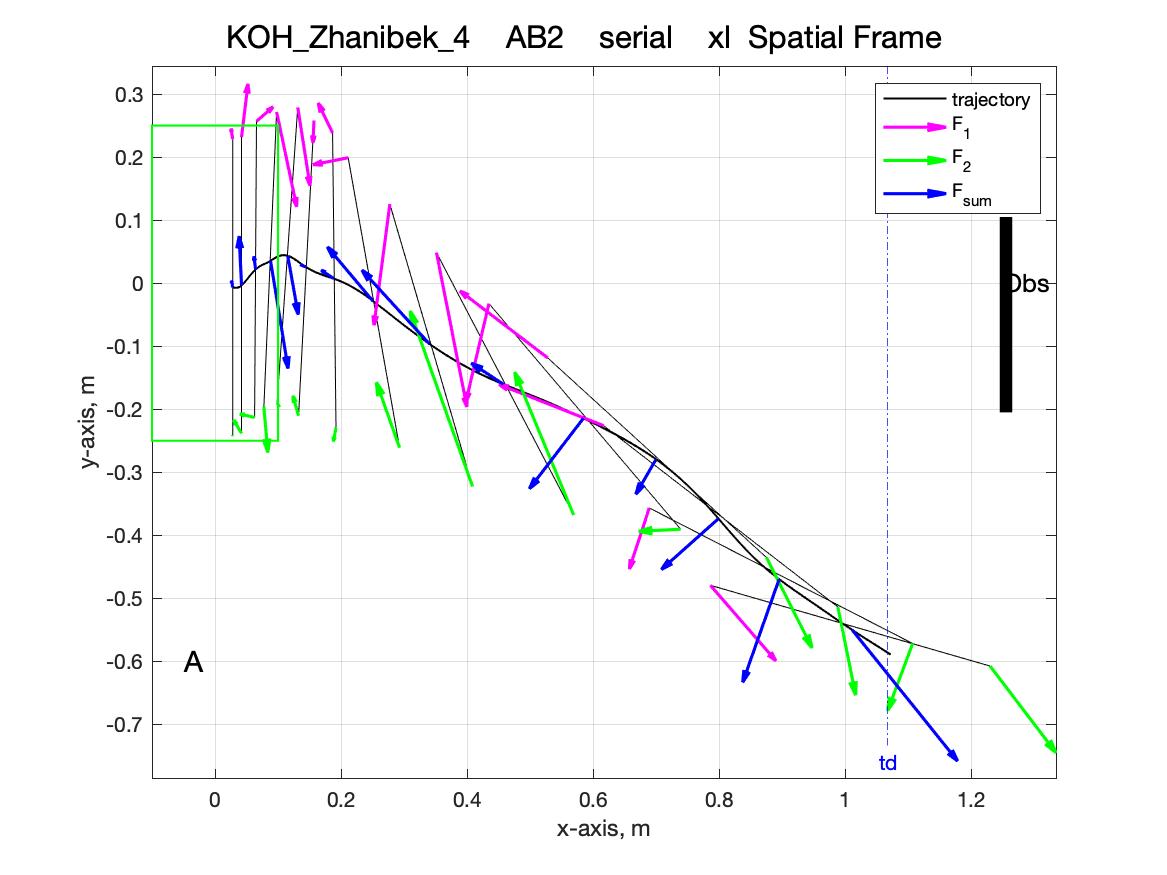 KOH_Zhanibek_4 AB2 serial xl Spatial Frame
trajectory
F1
F2
Fsum
0.3
0.2
0.1
0
-0.1
-0.2
-0.3
-0.4
-0.5
-0.6
-0.7
y-axis, m
Obs
A
td
0 0.2 0.4 0.6 0.8 1 1.2
x-axis, m